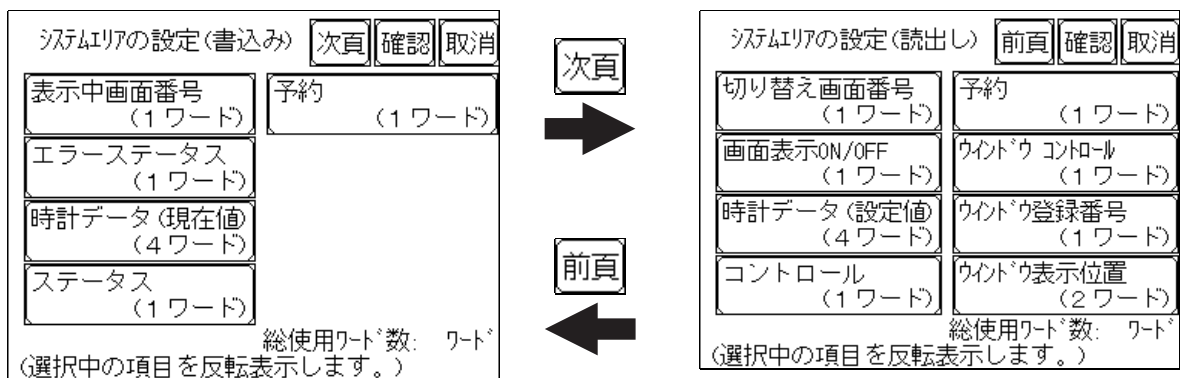 ｼｽﾃﾑｴﾘｱの設定(書込み) 次頁 確認 取消
表示中画面番号
(1ワード)
予約
(1ワード)
エラーステータス
(1ワード)
時計データ(現在値)
(4ワード)
ステータス
(1ワード)
総使用ﾜｰﾄﾞ数: ﾜｰﾄﾞ
(選択中の項目を反転表示します。)
次頁
前頁
ｼｽﾃﾑｴﾘｱの設定(読出し) 前頁 確認 取消
切り替え画面番号
(1ワード)
予約
(1ワード)
画面表示ON/OFF
(1ワード)
ｳｲﾝﾄﾞｳ ｺﾝﾄﾛｰﾙ
(1ワード)
時計データ(設定値)
(4ワード)
ｳｲﾝﾄﾞｳ登録番号
(1ワード)
コントロール
(1ワード)
ｳｲﾝﾄﾞｳ表示位置
(2ワード)
総使用ﾜｰﾄﾞ数: ﾜｰﾄﾞ
(選択中の項目を反転表示します。)